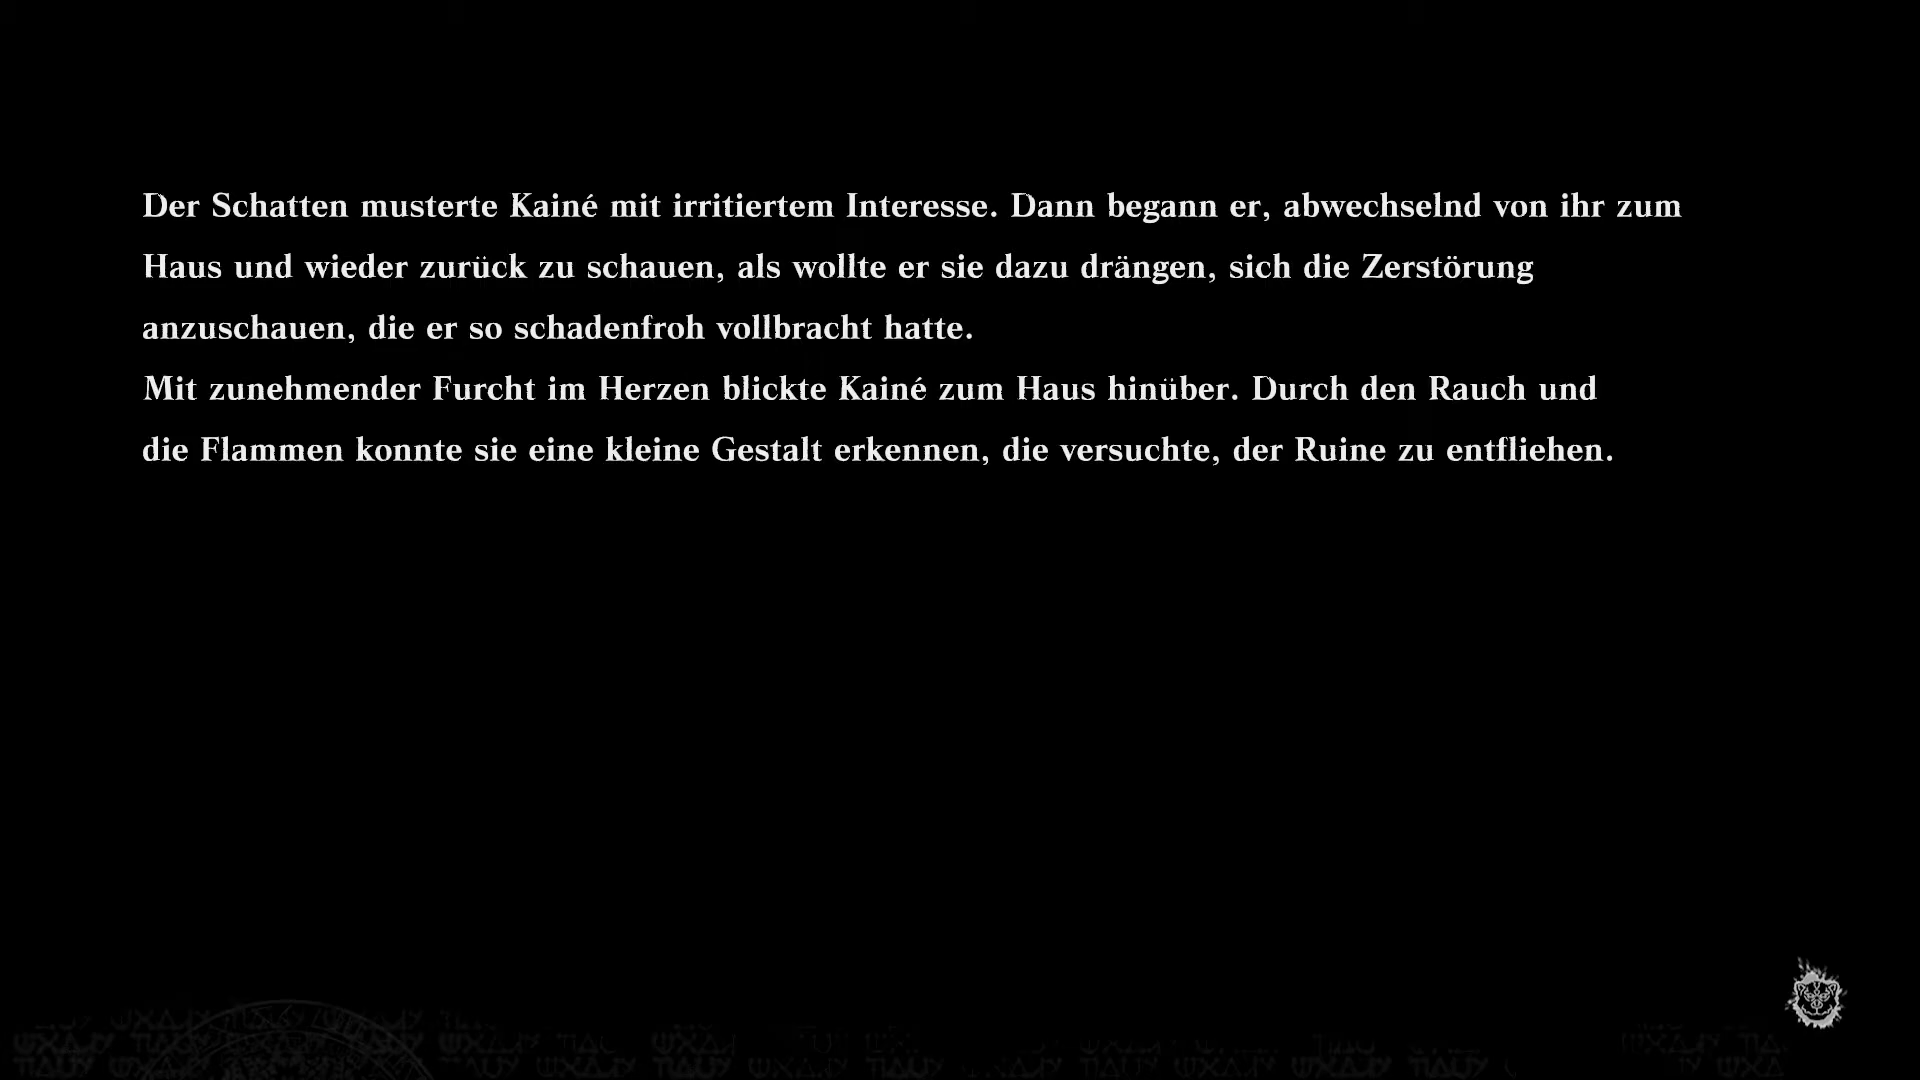 Der Schatten musterte Kainé mit irritiertem Interesse. Dann begann er, abwechselnd von ihr zum
Haus und wieder zurück zu schauen, als wollte er sie dazu drängen, sich die Zerstörung
anzuschauen, die er so schadenfroh vollbracht hatte.
Mit zunehmender Furcht im Herzen blickte Kainé zum Haus hinüber. Durch den Rauch und
die Flammen konnte sie eine kleine Gestalt erkennen, die versuchte, der Ruine zu entfliehen.